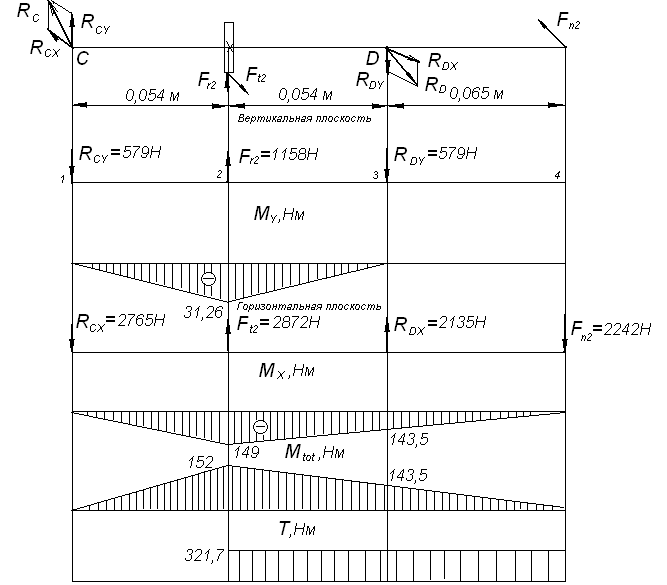 R_C R_CY F_n2
R_CX C D R_DX
F_r2 F_t2 R_DY R_D
0,054 м 0,054 м 0,065 м
Вертикальная плоскость
R_CY=579Н F_r2=1158Н R_DY=579Н
1 2 3 4
M_Y,Нм
31,26
Горизонтальная плоскость
R_CX=2765Н F_t2=2872Н R_DX=2135Н F_n2=2242Н
M_X,Нм
149 143,5
M_tot,Нм
152 143,5
T,Нм
321,7